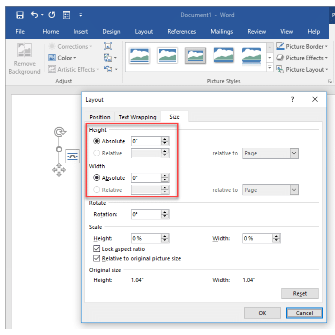 Document1 - Word
File Home Insert Design Layout References Mailings Review View Help
Remove Background
Corrections
Color
Artistic Effects
Adjust
Picture Styles
Picture Border
Picture Effects
Picture Layout
Layout ? ×
Position Text Wrapping Size
Height
Absolute 0"
Relative relative to Page
Width
Absolute 0"
Relative relative to Page
Rotate
Rotation: 0°
Scale
Height: 0 % Width: 0 %
Lock aspect ratio
Relative to original picture size
Original size
Height: 1.04" Width: 1.04"
Reset
OK Cancel